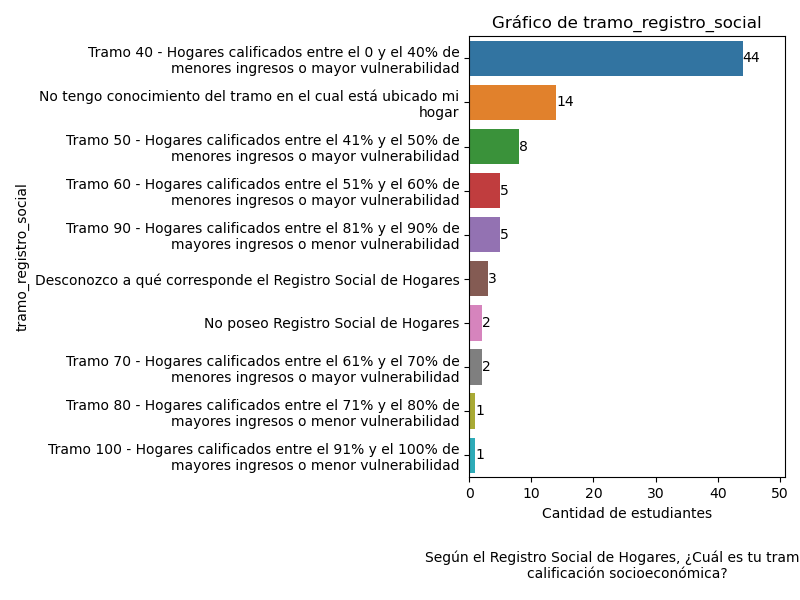 Gráfico de tramo_registro_social
Tramo 40 - Hogares calificados entre el 0 y el 40% de
menores ingresos o mayor vulnerabilidad
44
No tengo conocimiento del tramo en el cual está ubicado mi
hogar
14
Tramo 50 - Hogares calificados entre el 41% y el 50% de
menores ingresos o mayor vulnerabilidad
8
Tramo 60 - Hogares calificados entre el 51% y el 60% de
menores ingresos o mayor vulnerabilidad
5
Tramo 90 - Hogares calificados entre el 81% y el 90% de
mayores ingresos o menor vulnerabilidad
5
Desconozco a qué corresponde el Registro Social de Hogares
3
No poseo Registro Social de Hogares
2
Tramo 70 - Hogares calificados entre el 61% y el 70% de
menores ingresos o mayor vulnerabilidad
2
Tramo 80 - Hogares calificados entre el 71% y el 80% de
mayores ingresos o menor vulnerabilidad
1
Tramo 100 - Hogares calificados entre el 91% y el 100% de
mayores ingresos o menor vulnerabilidad
1
tramo_registro_social
0 10 20 30 40 50
Cantidad de estudiantes
Según el Registro Social de Hogares, ¿Cuál es tu tram
calificación socioeconómica?